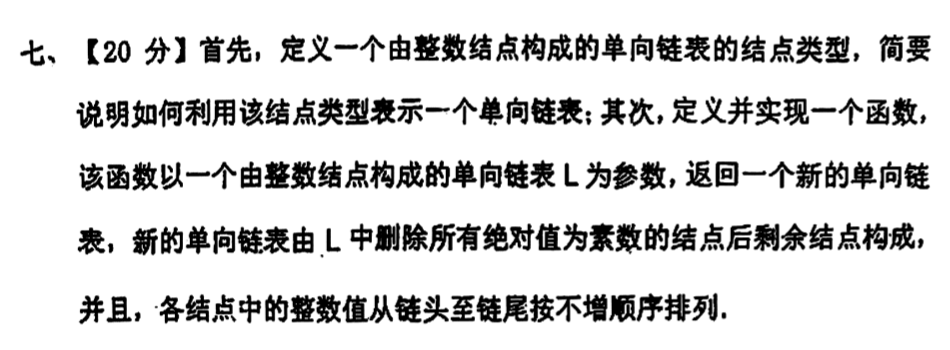 七、【20 分】首先，定义一个由整数结点构成的单向链表的结点类型，简要
说明如何利用该结点类型表示一个单向链表；其次，定义并实现一个函数，
该函数以一个由整数结点构成的单向链表 L 为参数，返回一个新的单向链
表，新的单向链表由 L 中删除所有绝对值为素数的结点后剩余结点构成，
并且，各结点中的整数值从链头至链尾按不增顺序排列.